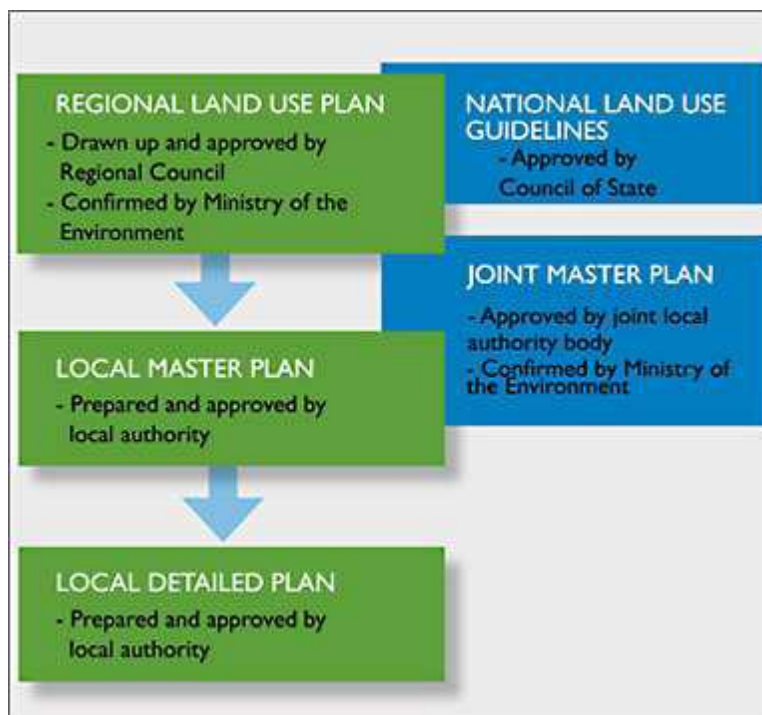 REGIONAL LAND USE PLAN
- Drawn up and approved by
Regional Council
- Confirmed by Ministry of the
Environment
NATIONAL LAND USE
GUIDELINES
- Approved by
Council of State
JOINT MASTER PLAN
- Approved by joint local
authority body
- Confirmed by Ministry of
the Environment
LOCAL MASTER PLAN
- Prepared and approved by
local authority
LOCAL DETAILED PLAN
- Prepared and approved by
local authority